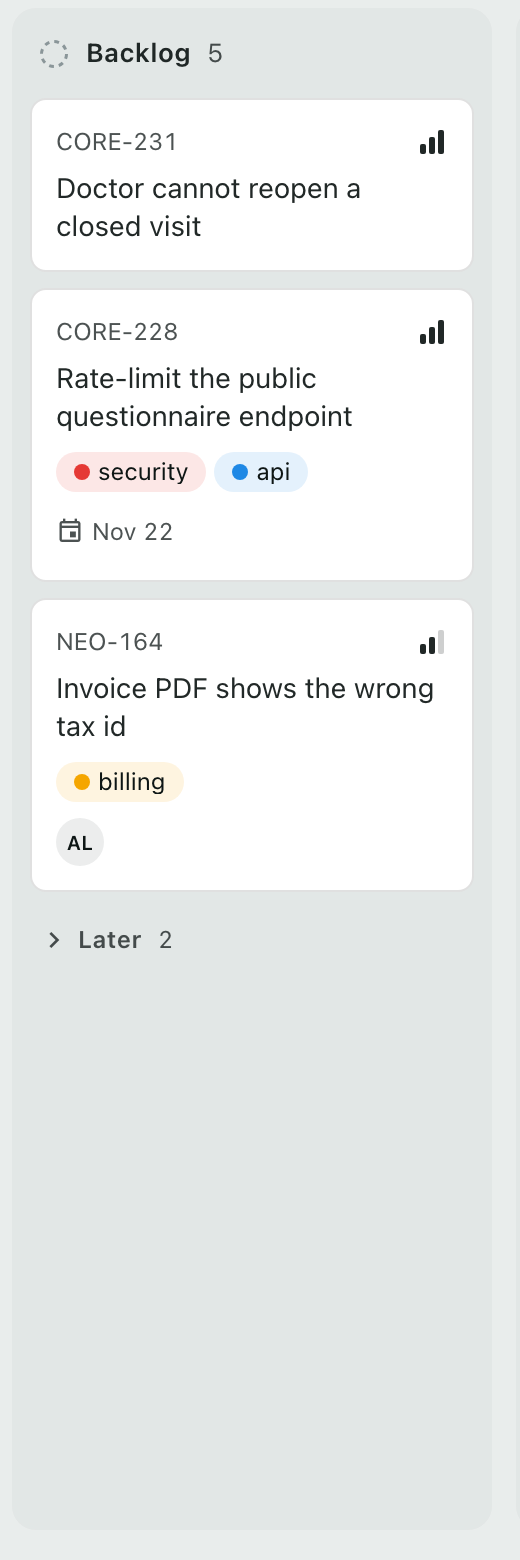 Backlog 5
CORE-231
Doctor cannot reopen a
closed visit
CORE-228
Rate-limit the public
questionnaire endpoint
security api
Nov 22
NEO-164
Invoice PDF shows the wrong
tax id
billing
AL
Later 2